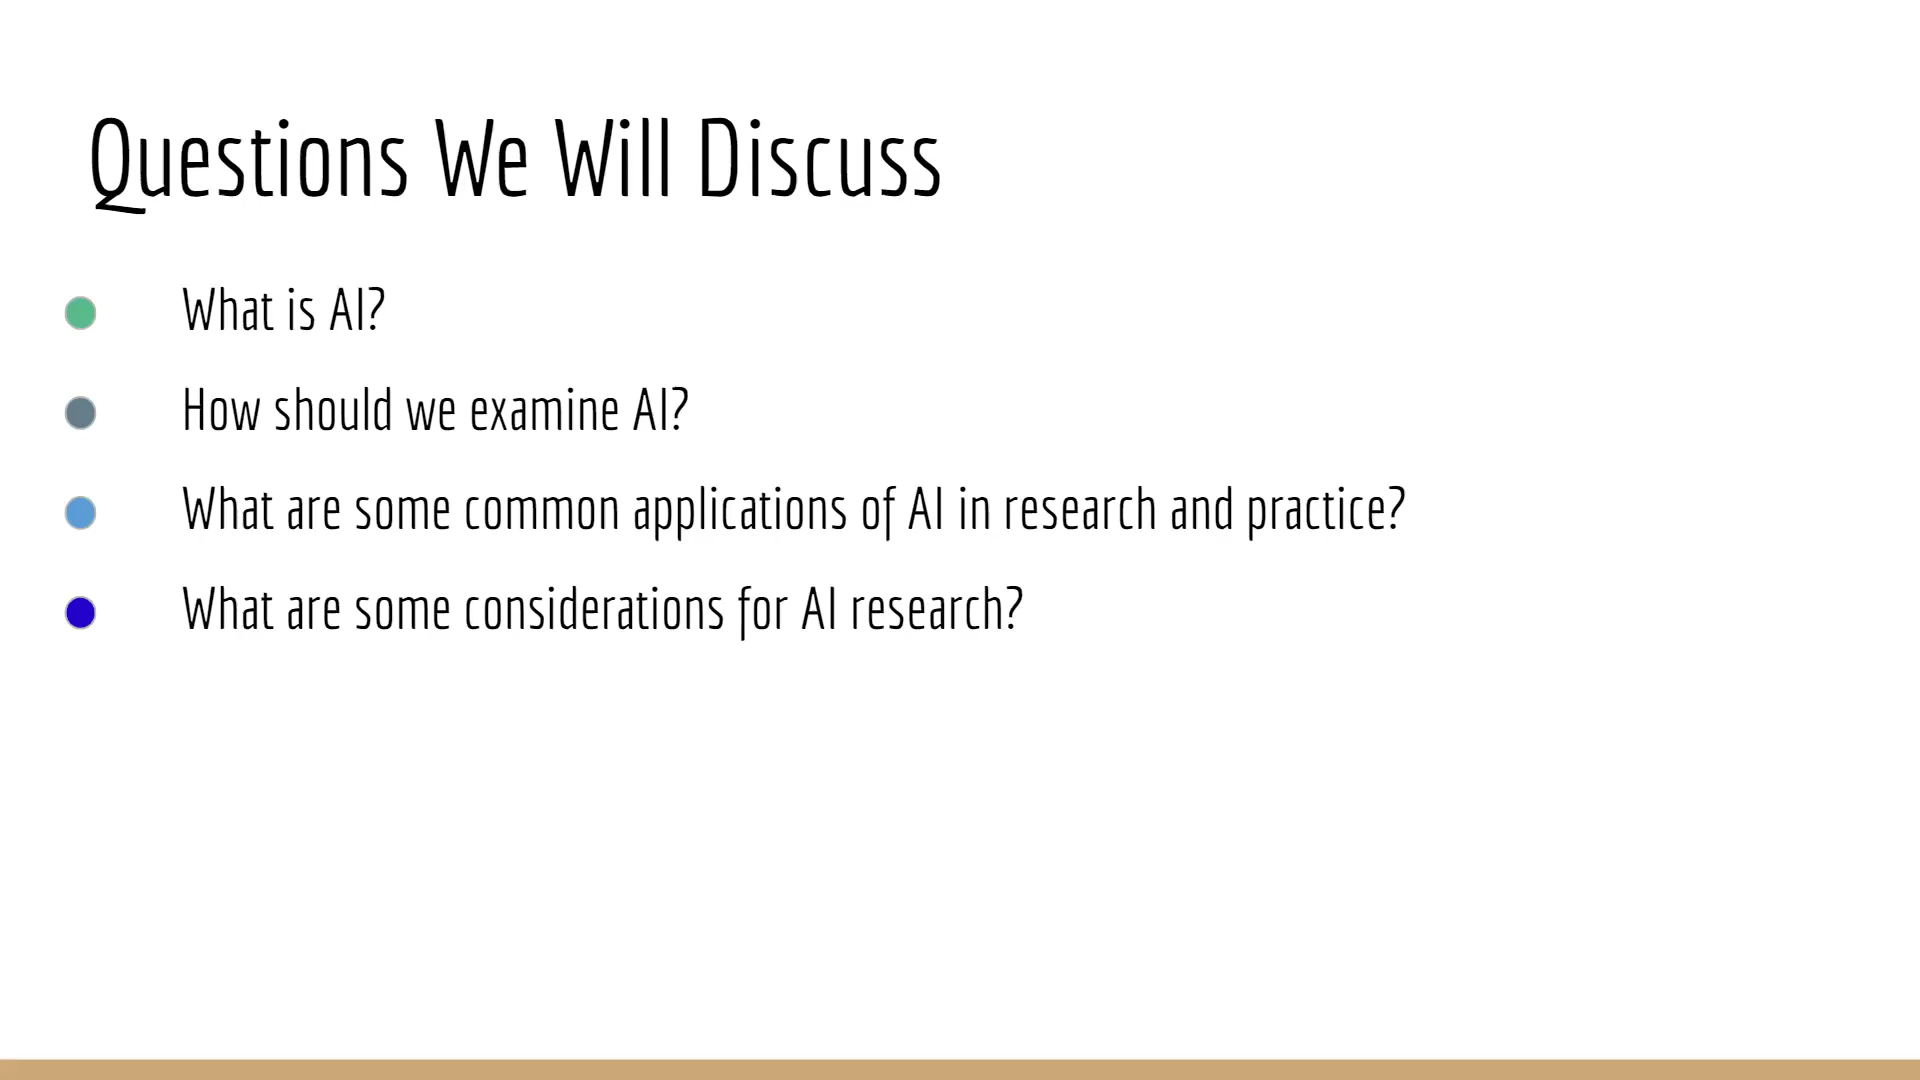 Questions We Will Discuss
What is AI?
How should we examine AI?
What are some common applications of AI in research and practice?
What are some considerations for AI research?